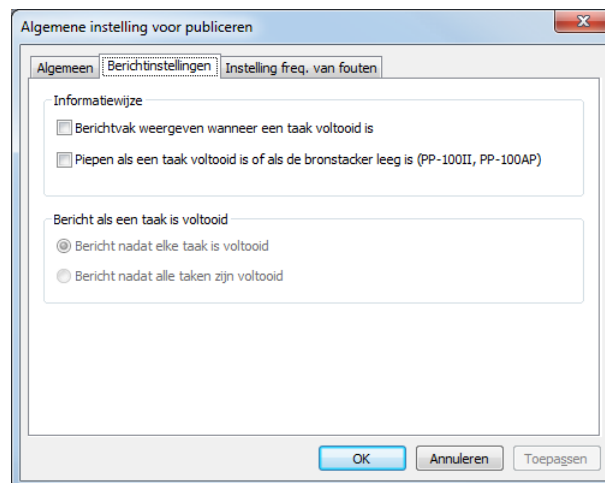 Algemene instelling voor publiceren
Algemeen Berichtinstellingen Instelling freq. van fouten
Informatiewijze
Berichtvak weergeven wanneer een taak voltooid is
Piepen als een taak voltooid is of als de bronstacker leeg is (PP-100II, PP-100AP)
Bericht als een taak is voltooid
Bericht nadat elke taak is voltooid
Bericht nadat alle taken zijn voltooid
OK Annuleren Toepassen